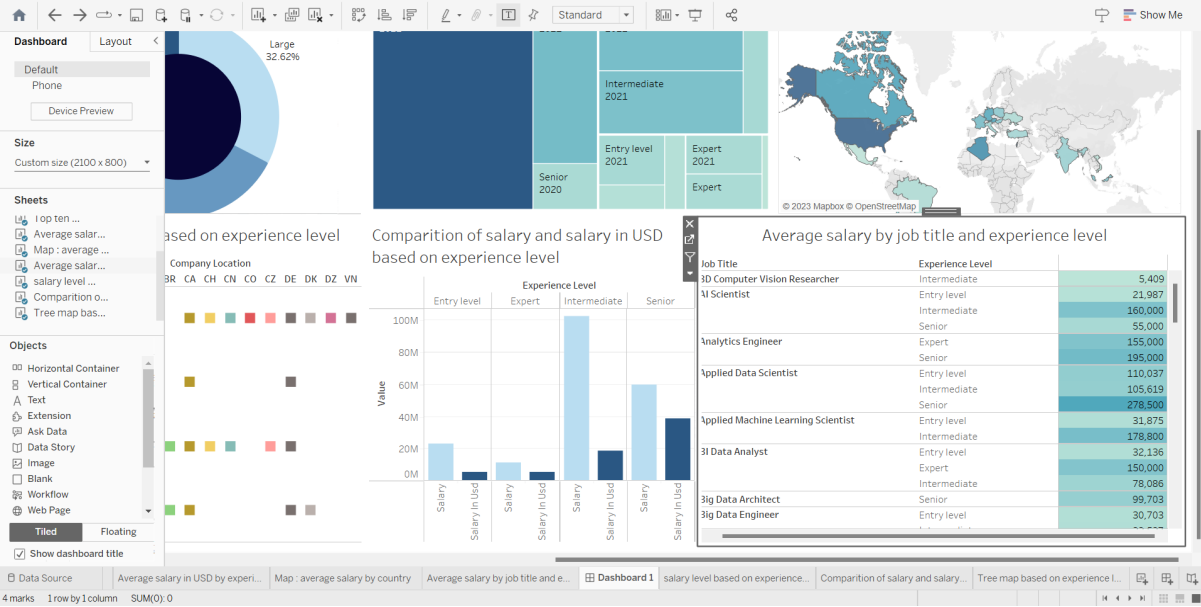 Standard
Show Me
Dashboard
Layout
Default
Phone
Device Preview
Size
Custom size (2100 x 800)
Sheets
Top ten ...
Average salar...
Map : average ...
Average salar...
salary level ...
Comparition o...
Tree map bas...
Objects
Horizontal Container
Vertical Container
Text
Extension
Ask Data
Data Story
Image
Blank
Workflow
Web Page
Tiled
Floating
Show dashboard title
Large
32.62%
Intermediate
2021
Entry level
2021
Expert
2021
Senior
2020
Expert
© 2023 Mapbox © OpenStreetMap
ased on experience level
Company Location
BR CA CH CN CO CZ DE DK DZ VN
Comparition of salary and salary in USD
based on experience level
Experience Level
Entry level Expert Intermediate Senior
Value
100M
80M
60M
40M
20M
0M
Salary
Salary In Usd
Salary
Salary In Usd
Salary
Salary In Usd
Salary
Salary In Usd
Average salary by job title and experience level
Job Title Experience Level
3D Computer Vision Researcher Intermediate 5,409
AI Scientist Entry level 21,987
Intermediate 160,000
Senior 55,000
Analytics Engineer Expert 155,000
Senior 195,000
Applied Data Scientist Entry level 110,037
Intermediate 105,619
Senior 278,500
Applied Machine Learning Scientist Entry level 31,875
Intermediate 178,800
BI Data Analyst Entry level 32,136
Expert 150,000
Intermediate 78,086
Big Data Architect Senior 99,703
Big Data Engineer Entry level 30,703
Data Source
Average salary in USD by experi...
Map : average salary by country
Average salary by job title and e...
Dashboard 1
salary level based on experience...
Comparition of salary and salary...
Tree map based on experience l...
4 marks 1 row by 1 column SUM(0): 0